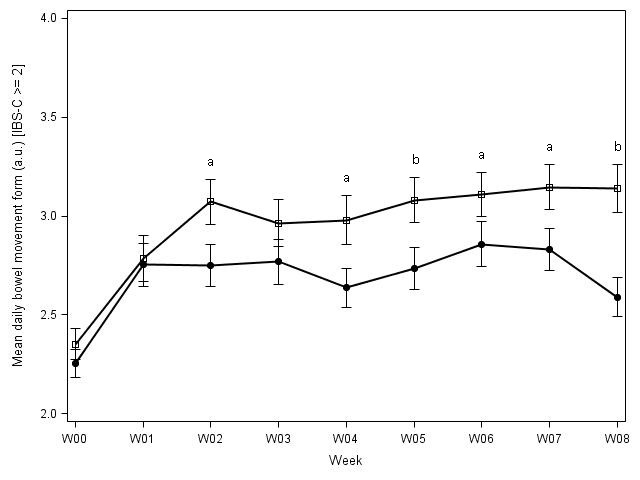 4.0
3.5
3.0
2.5
2.0
Mean daily bowel movement form (a.u.) [IBS-C >= 2]
a
a
b
a
a
b
W00 W01 W02 W03 W04 W05 W06 W07 W08
Week